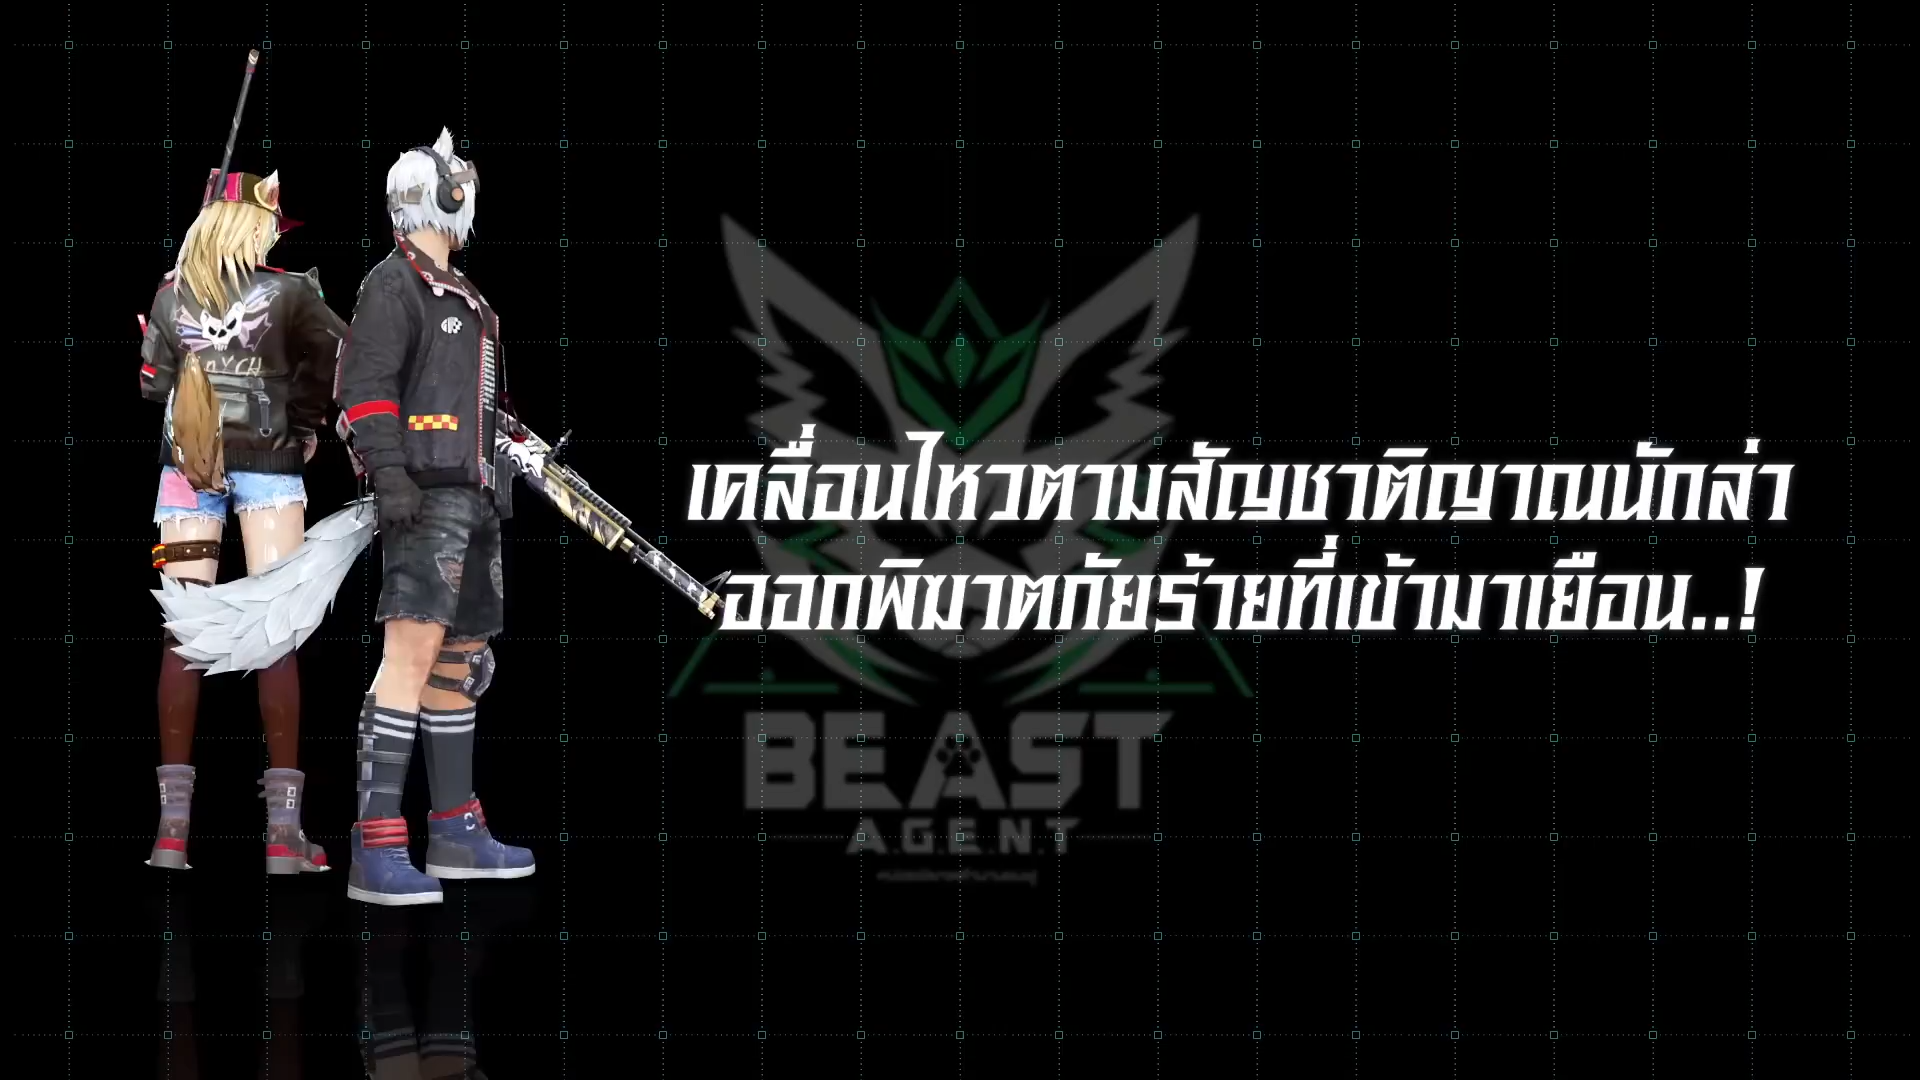 เคลื่อนไหวตามสัญชาติญาณนักล่า
ออกพิฆาตภัยร้ายที่เข้ามาเยือน..!
BEAST
A.G.E.N.T